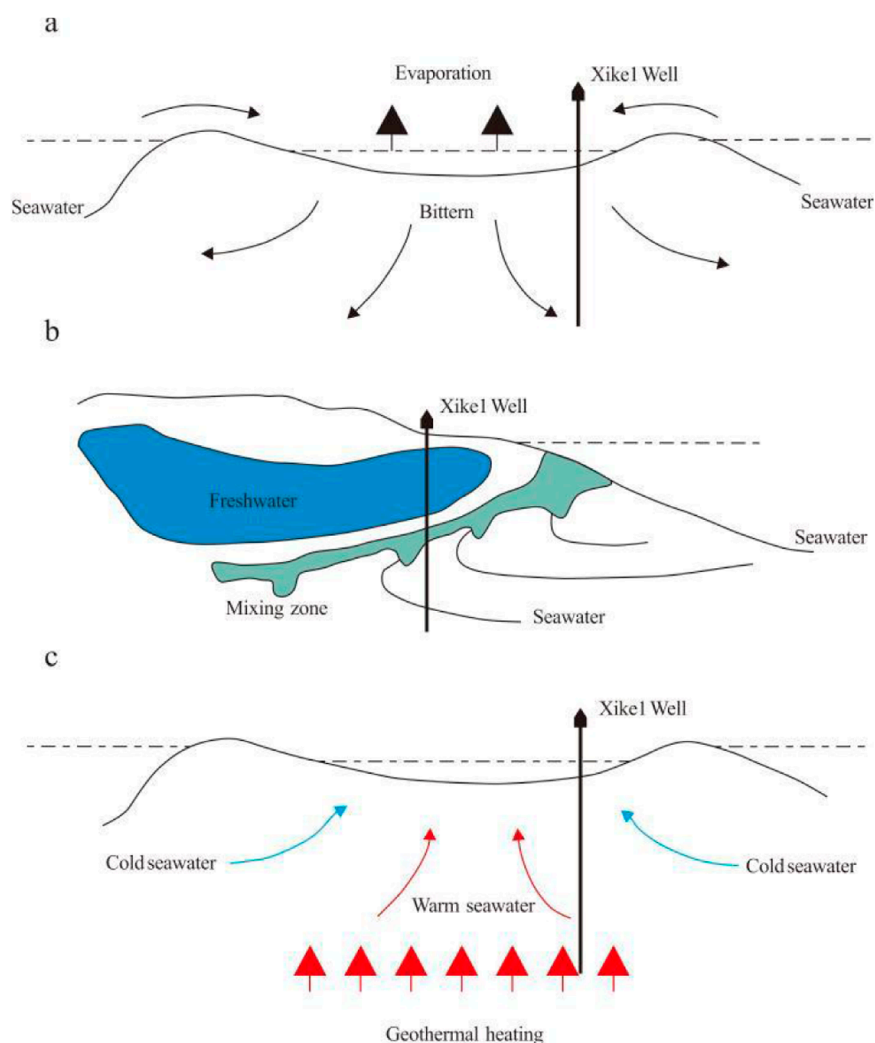 a
Evaporation
Xike1 Well
Seawater
Bittern
Seawater
b
Xike1 Well
Freshwater
Seawater
Mixing zone
Seawater
c
Xike1 Well
Cold seawater
Cold seawater
Warm seawater
Geothermal heating